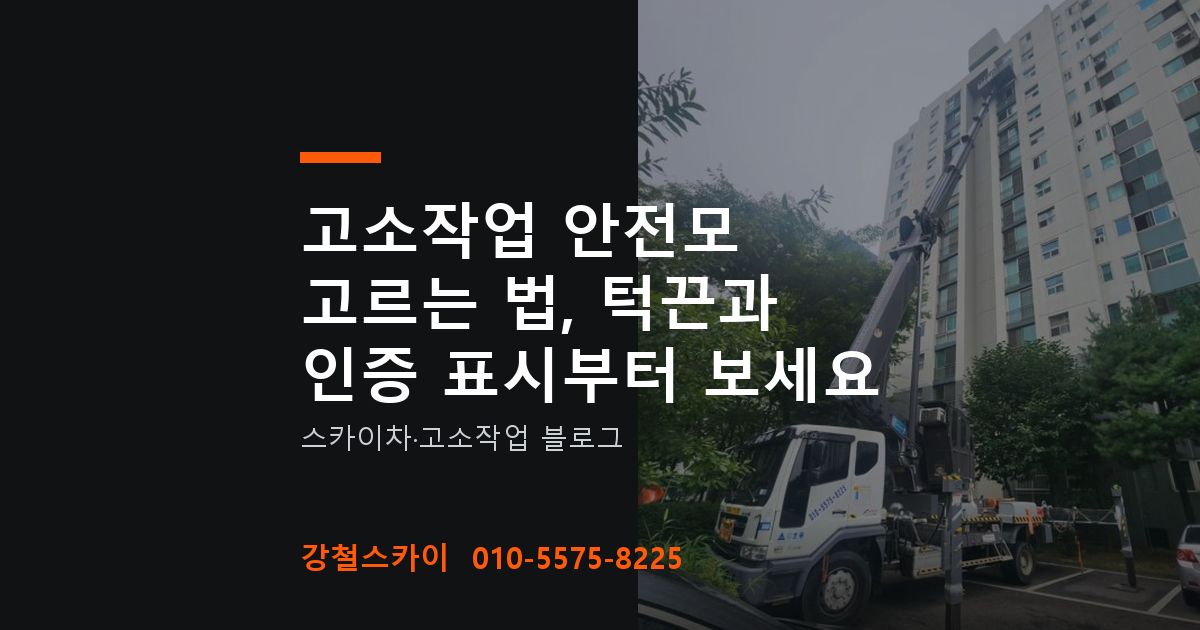 고소작업 안전모
고르는 법, 턱끈과
인증 표시부터 보세요
스카이차·고소작업 블로그
강철스카이 010-5575-8225